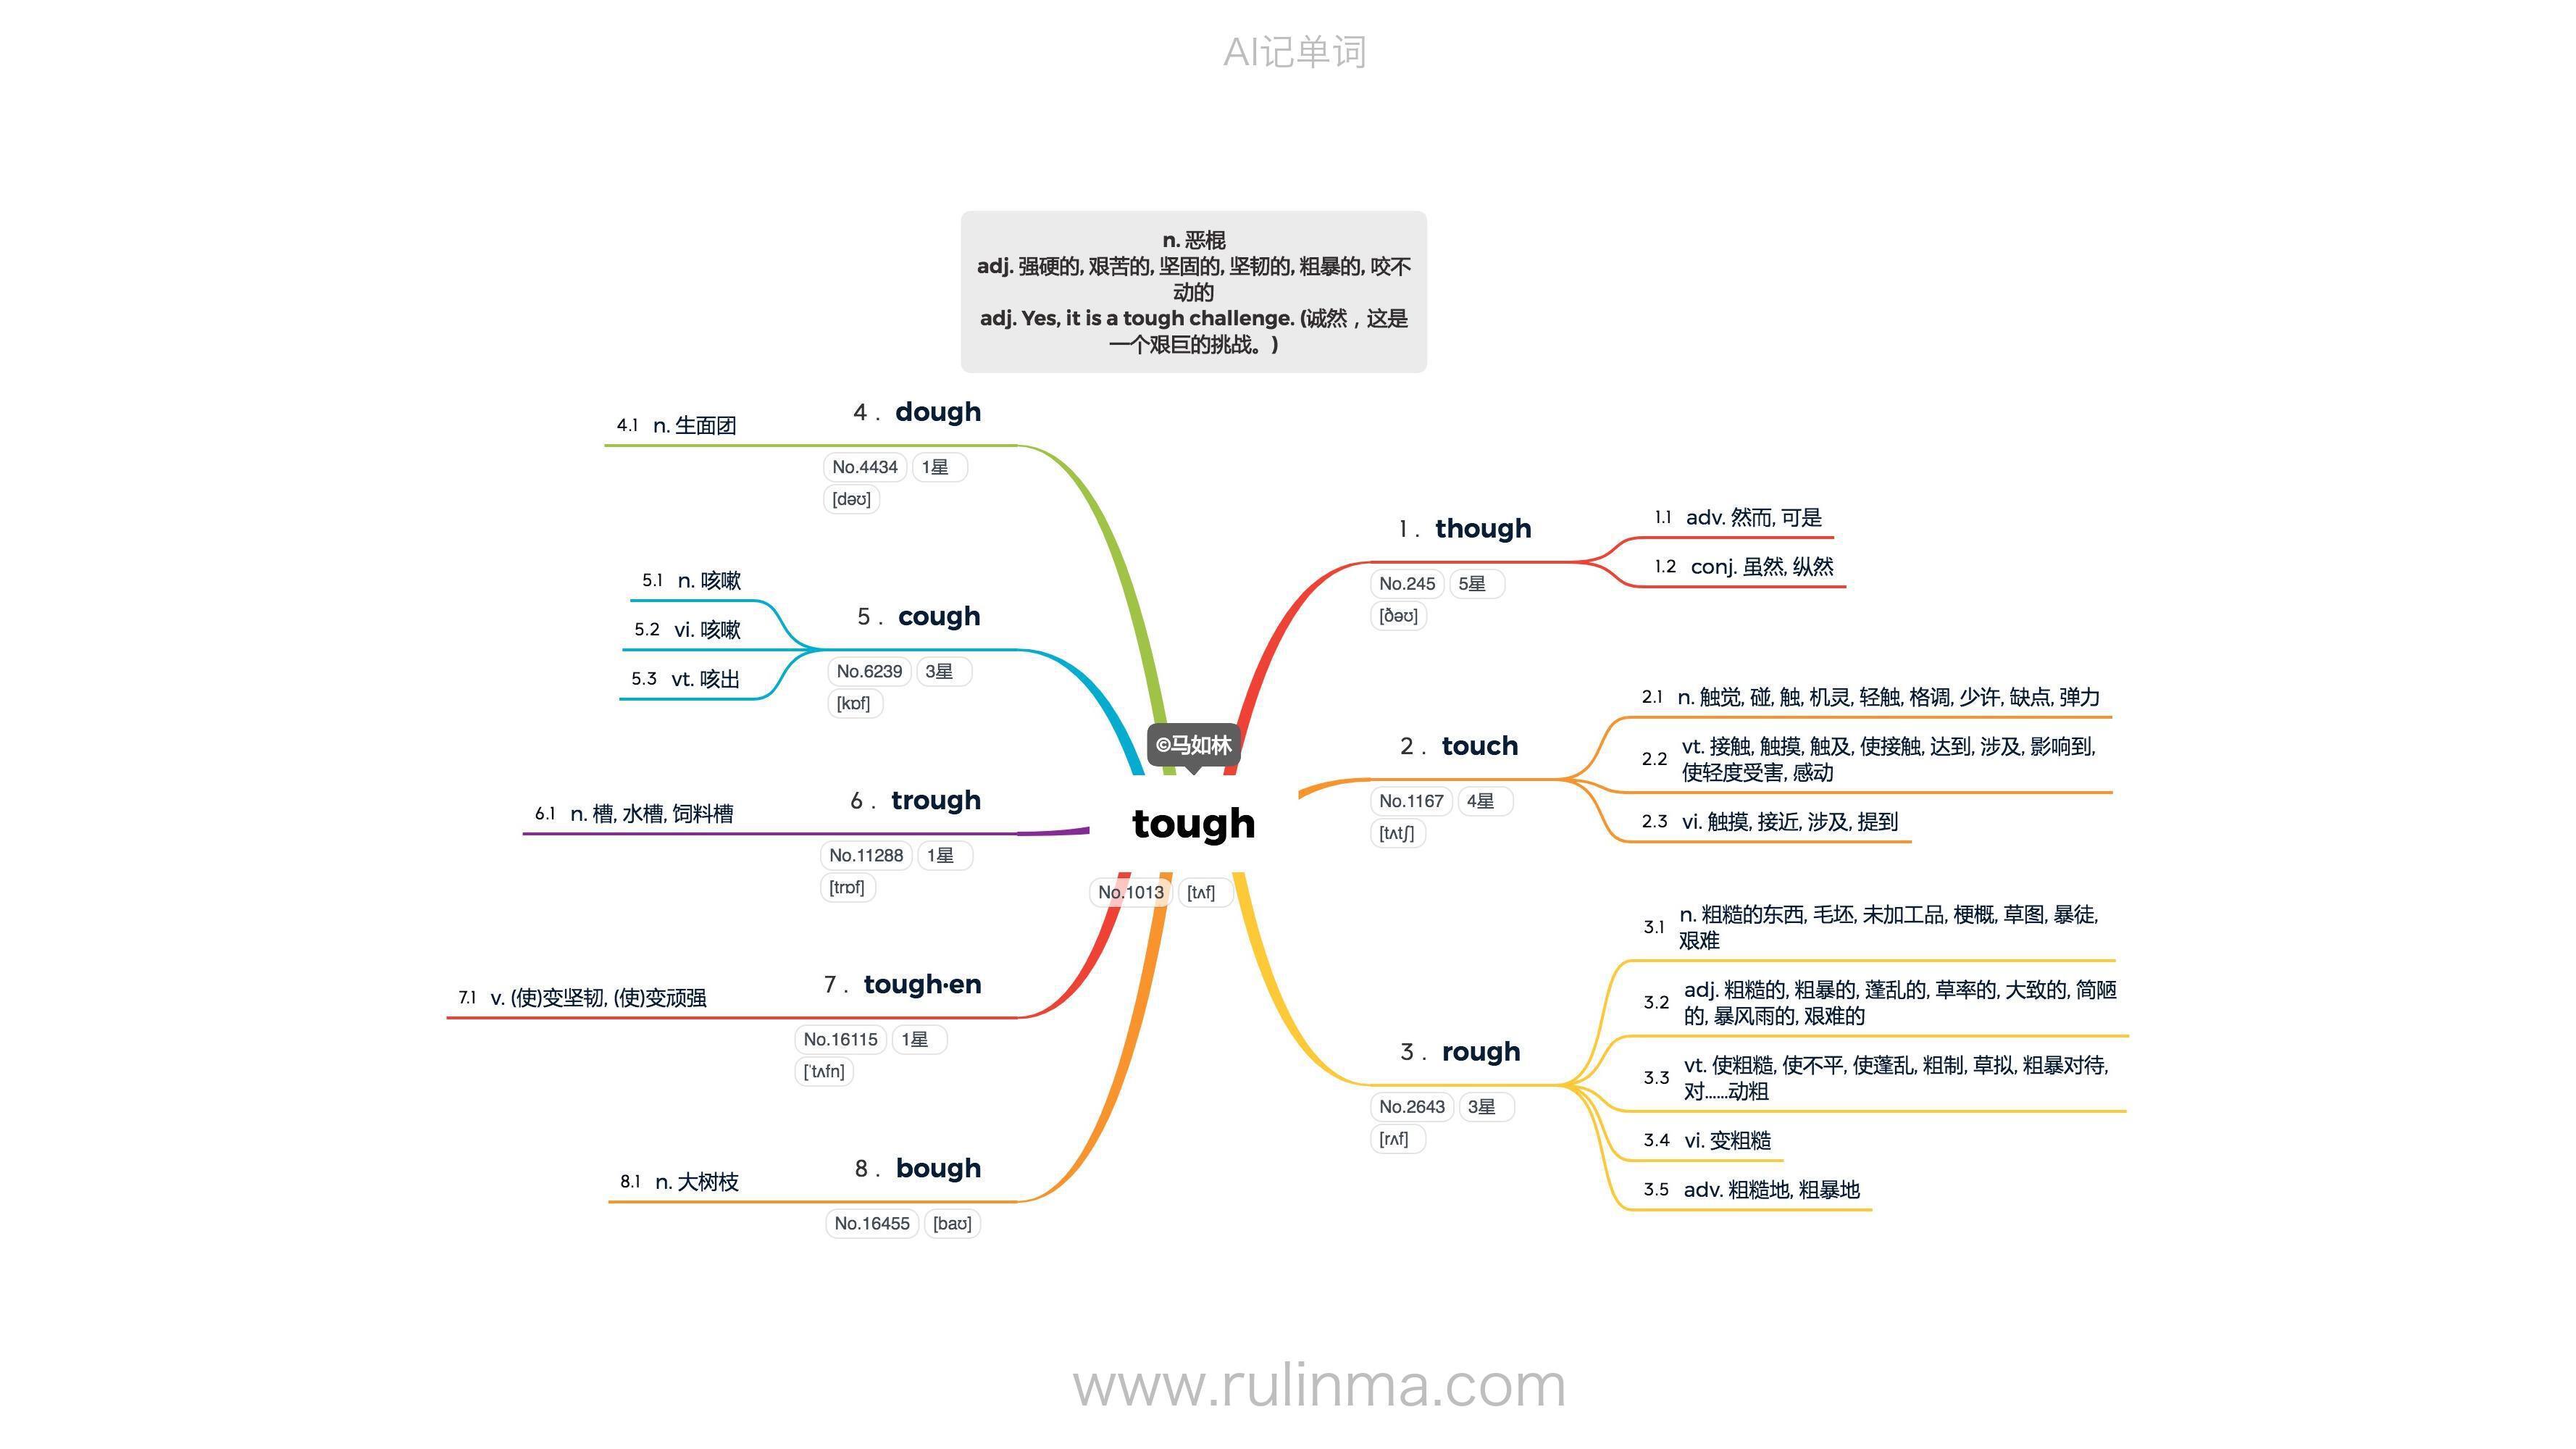 AI记单词
n. 恶棍
adj. 强硬的, 艰苦的, 坚固的, 坚韧的, 粗暴的, 咬不
动的
adj. Yes, it is a tough challenge. (诚然，这是
一个艰巨的挑战。)
©马如林
tough
No.1013 [tʌf]
1. though
No.245 5星
[ðəʊ]
1.1 adv. 然而, 可是
1.2 conj. 虽然, 纵然
2. touch
No.1167 4星
[tʌtʃ]
2.1 n. 触觉, 碰, 触, 机灵, 轻触, 格调, 少许, 缺点, 弹力
2.2 vt. 接触, 触摸, 触及, 使接触, 达到, 涉及, 影响到,
使轻度受害, 感动
2.3 vi. 触摸, 接近, 涉及, 提到
3. rough
No.2643 3星
[rʌf]
3.1 n. 粗糙的东西, 毛坯, 未加工品, 梗概, 草图, 暴徒,
艰难
3.2 adj. 粗糙的, 粗暴的, 蓬乱的, 草率的, 大致的, 简陋
的, 暴风雨的, 艰难的
3.3 vt. 使粗糙, 使不平, 使蓬乱, 粗制, 草拟, 粗暴对待,
对……动粗
3.4 vi. 变粗糙
3.5 adv. 粗糙地, 粗暴地
4. dough
No.4434 1星
[dəʊ]
4.1 n. 生面团
5. cough
No.6239 3星
[kɒf]
5.1 n. 咳嗽
5.2 vi. 咳嗽
5.3 vt. 咳出
6. trough
No.11288 1星
[trɒf]
6.1 n. 槽, 水槽, 饲料槽
7. tough·en
No.16115 1星
['tʌfn]
7.1 v. (使)变坚韧, (使)变顽强
8. bough
No.16455 [baʊ]
8.1 n. 大树枝
www.rulinma.com